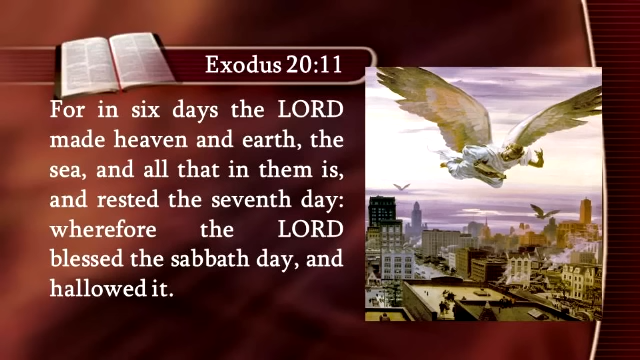 Exodus 20:11
For in six days the LORD
made heaven and earth, the
sea, and all that in them is,
and rested the seventh day:
wherefore the LORD
blessed the sabbath day, and
hallowed it.